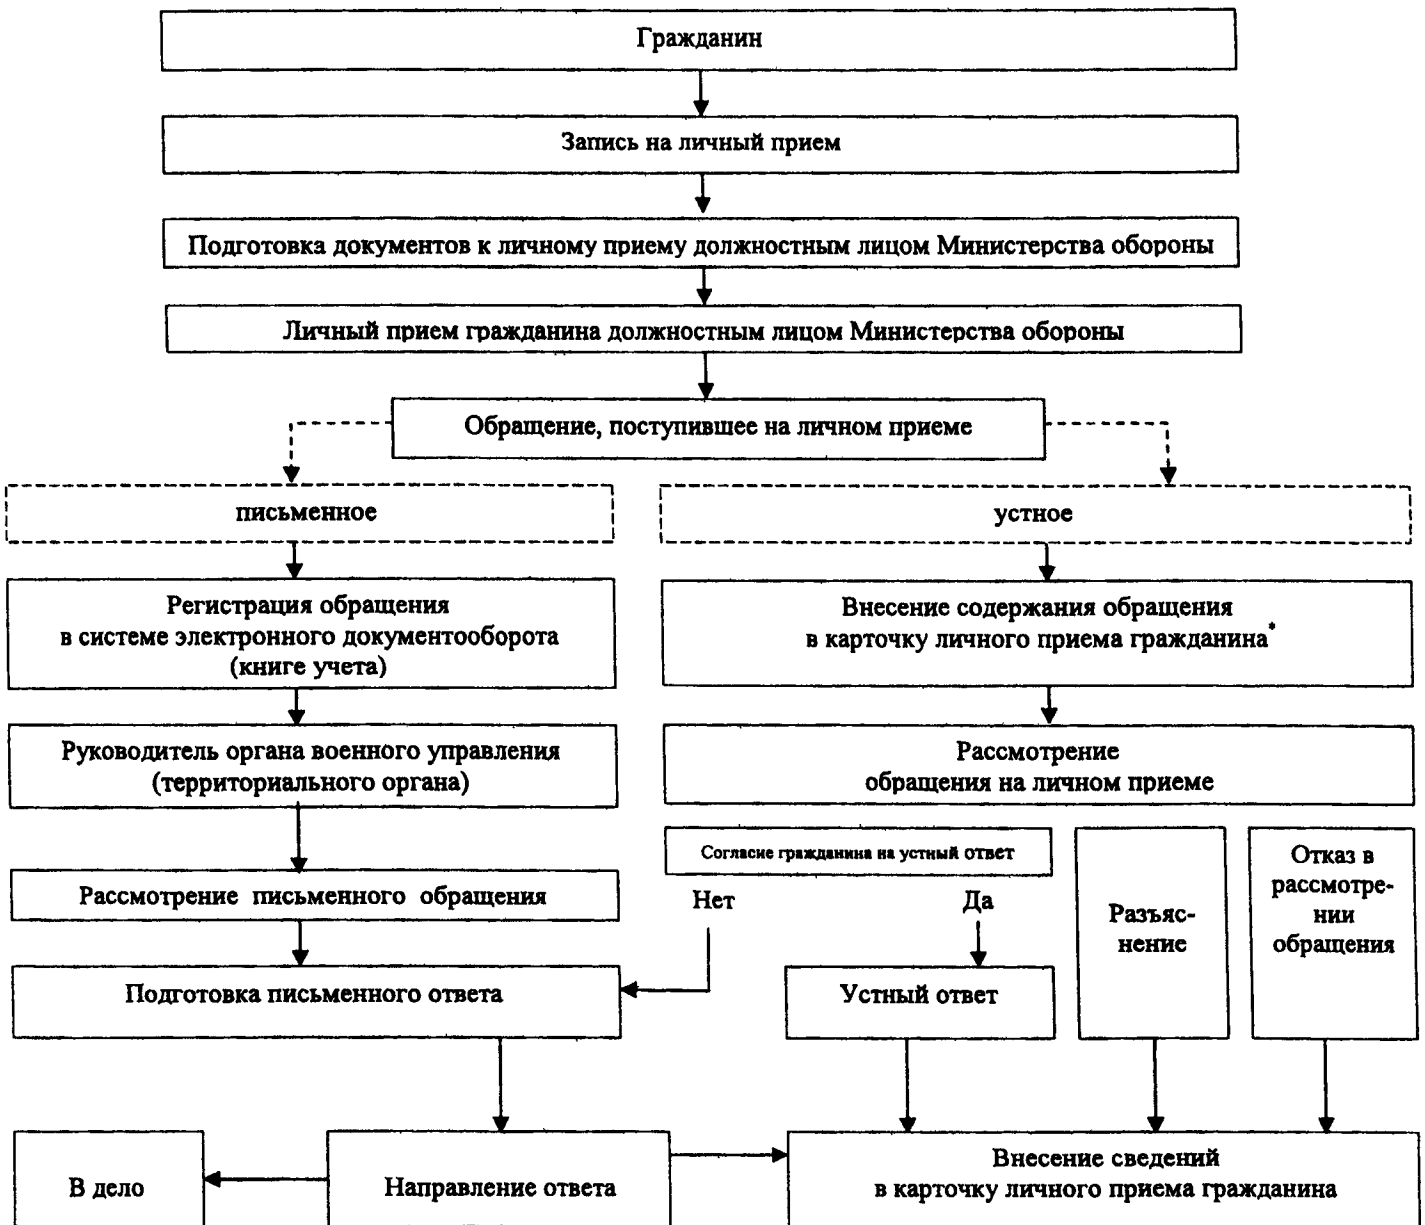 Гражданин
Запись на личный прием
Подготовка документов к личному приему должностным лицом Министерства обороны
Личный прием гражданина должностным лицом Министерства обороны
Обращение, поступившее на личном приеме
письменное
устное
Регистрация обращения
в системе электронного документооборота
(книге учета)
Внесение содержания обращения
в карточку личного приема гражданина*
Руководитель органа военного управления
(территориального органа)
Рассмотрение
обращения на личном приеме
Согласие гражданина на устный ответ
Нет
Да
Разъяс-
нение
Отказ в
рассмотре-
нии
обращения
Рассмотрение письменного обращения
Подготовка письменного ответа
Устный ответ
В дело
Направление ответа
Внесение сведений
в карточку личного приема гражданина